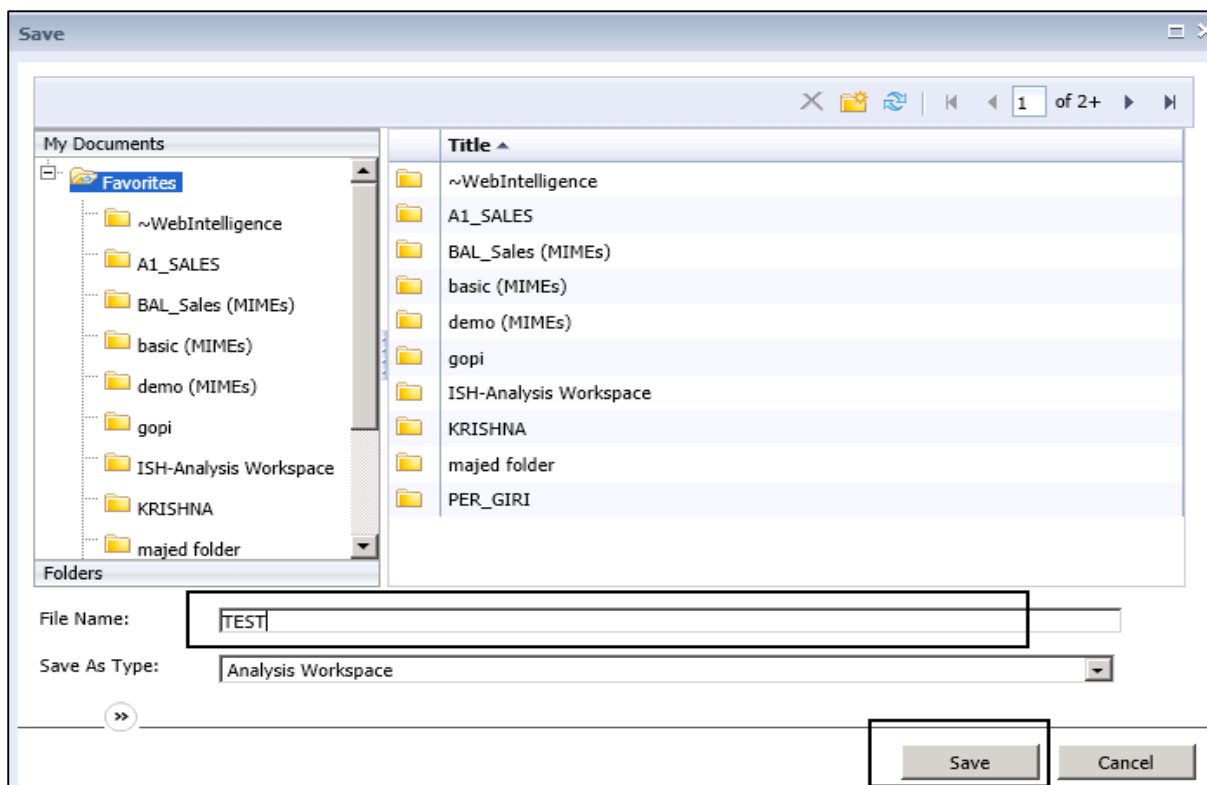 Save
1 of 2+
My Documents
Title
Favorites
~WebIntelligence
A1_SALES
BAL_Sales (MIMEs)
basic (MIMEs)
demo (MIMEs)
gopi
ISH-Analysis Workspace
KRISHNA
majed folder
Folders
~WebIntelligence
A1_SALES
BAL_Sales (MIMEs)
basic (MIMEs)
demo (MIMEs)
gopi
ISH-Analysis Workspace
KRISHNA
majed folder
PER_GIRI
File Name: TEST
Save As Type: Analysis Workspace
Save Cancel